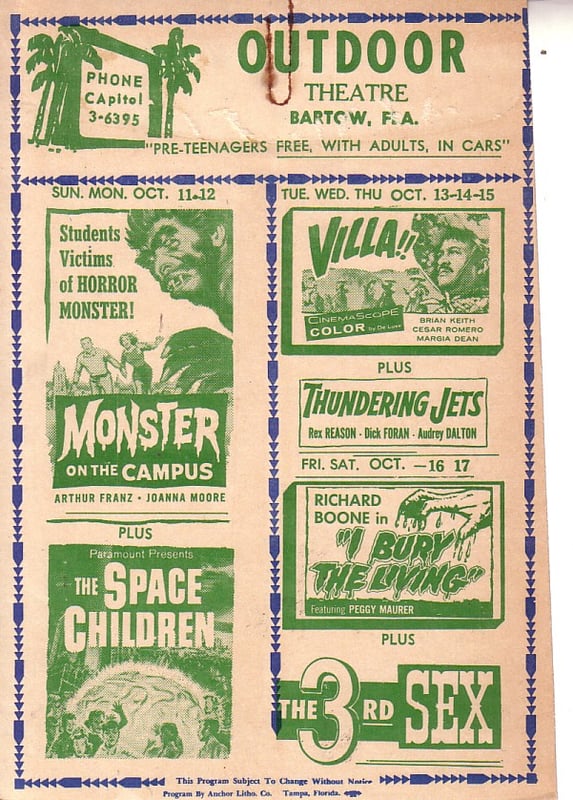 PHONE
CApitol
3-6395
OUTDOOR
THEATRE
BARTOW, FLA.
"PRE-TEENAGERS FREE, WITH ADULTS, IN CARS"
SUN. MON. OCT. 11-12
Students
Victims
of HORROR
MONSTER!
MONSTER
ON THE CAMPUS
ARTHUR FRANZ · JOANNA MOORE
PLUS
Paramount Presents
THE SPACE
CHILDREN
TUE. WED. THU OCT. 13-14-15
VILLA!!
CINEMASCOPE
COLOR by De Luxe
BRIAN KEITH
CESAR ROMERO
MARGIA DEAN
PLUS
THUNDERING JETS
Rex REASON · Dick FORAN · Audrey DALTON
FRI. SAT. OCT. —16 17
RICHARD
BOONE in
"I BURY
THE LIVING"
Featuring PEGGY MAURER
PLUS
THE 3RD SEX
This Program Subject To Change Without Notice
Program By Anchor Litho. Co. Tampa, Florida.